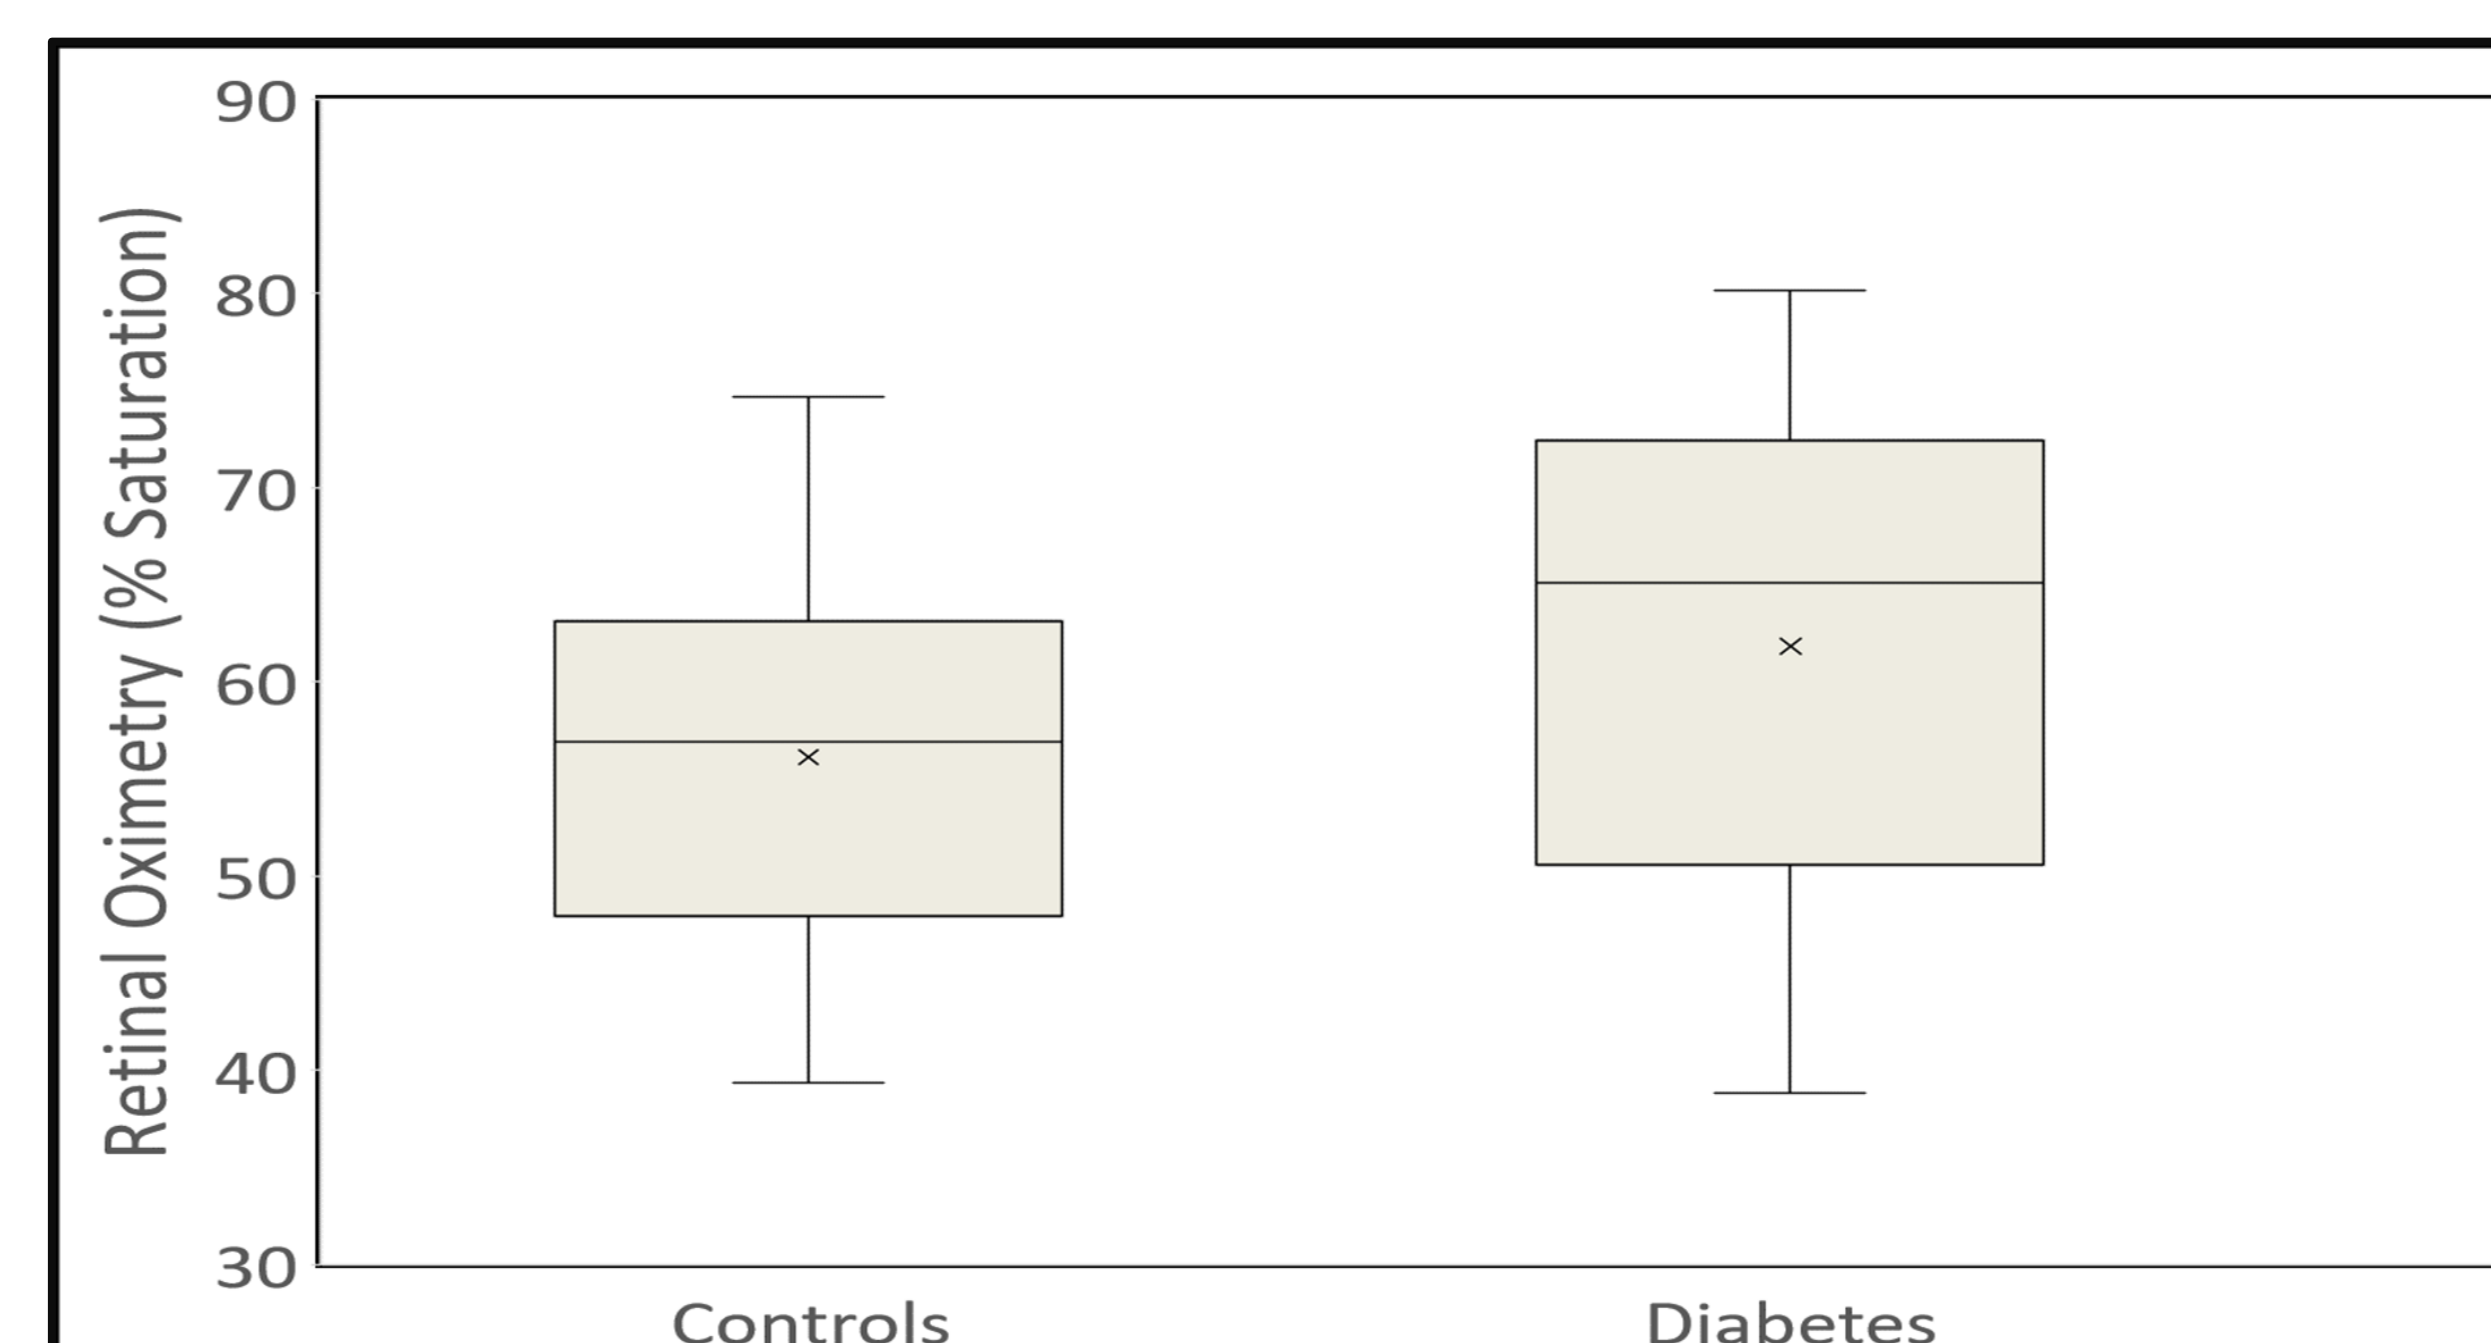 Retinal Oximetry (% Saturation)
90
80
70
60
50
40
30
Controls
Diabetes